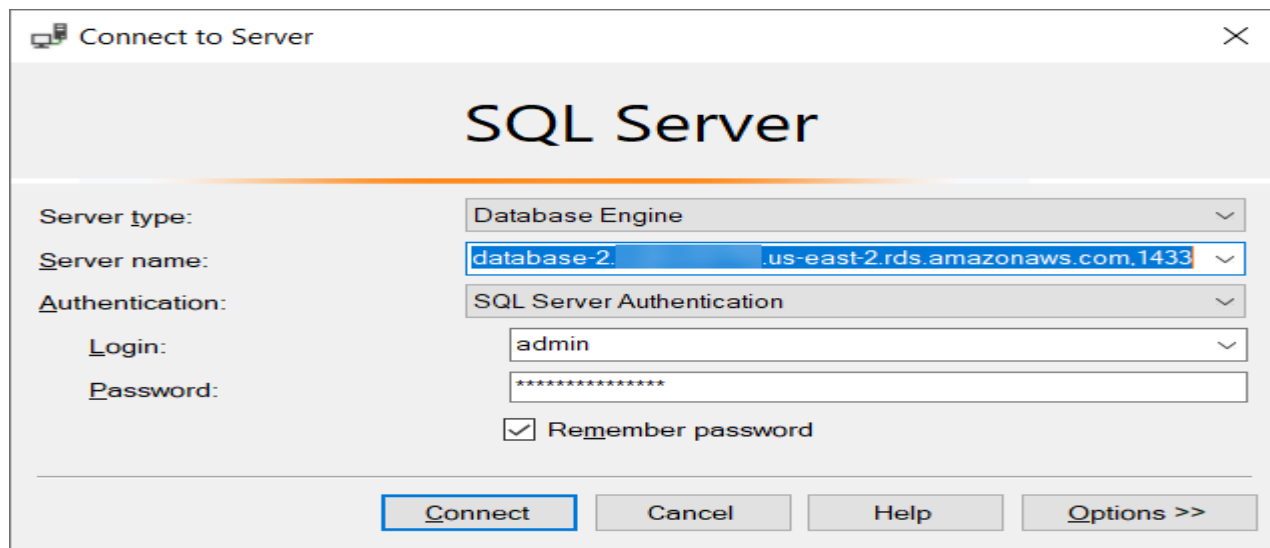 Connect to Server
SQL Server
Server type: Database Engine
Server name: database-2. .us-east-2.rds.amazonaws.com,1433
Authentication: SQL Server Authentication
Login: admin
Password: ***************
Remember password
Connect Cancel Help Options >>